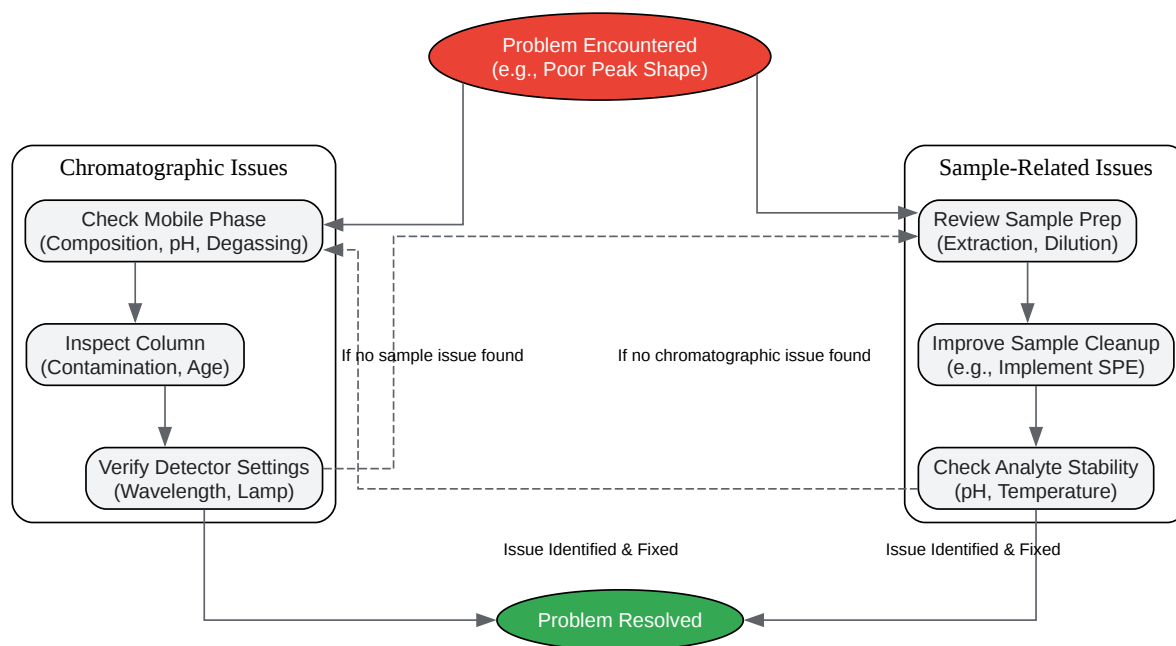 Problem Encountered
(e.g., Poor Peak Shape)
Chromatographic Issues
Check Mobile Phase
(Composition, pH, Degassing)
Inspect Column
(Contamination, Age)
Verify Detector Settings
(Wavelength, Lamp)
Sample-Related Issues
Review Sample Prep
(Extraction, Dilution)
Improve Sample Cleanup
(e.g., Implement SPE)
Check Analyte Stability
(pH, Temperature)
If no sample issue found
If no chromatographic issue found
Issue Identified & Fixed
Issue Identified & Fixed
Problem Resolved